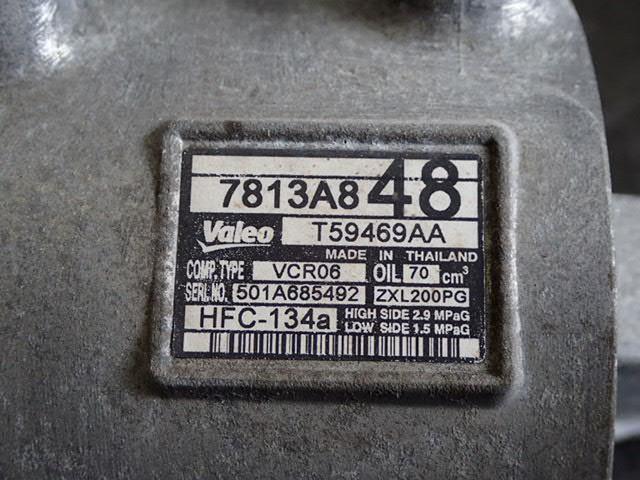 7813A848
Valeo T59469AA
MADE IN THAILAND
COMP. TYPE VCR06 OIL 70 cm³
SERI. NO. 501A685492 ZXL200PG
HFC-134a HIGH SIDE 2.9 MPaG
LOW SIDE 1.5 MPaG